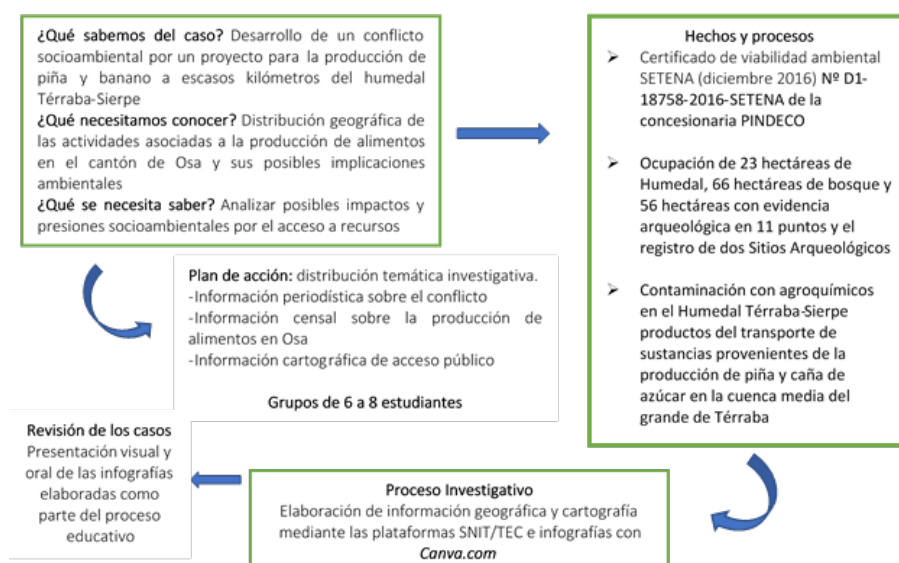 ¿Qué sabemos del caso? Desarrollo de un conflicto
socioambiental por un proyecto para la producción de
piña y banano a escasos kilómetros del humedal
Térraba-Sierpe
¿Qué necesitamos conocer? Distribución geográfica de
las actividades asociadas a la producción de alimentos
en el cantón de Osa y sus posibles implicaciones
ambientales
¿Qué se necesita saber? Analizar posibles impactos y
presiones socioambientales por el acceso a recursos
Hechos y procesos
Certificado de viabilidad ambiental
SETENA (diciembre 2016) Nº D1-
18758-2016-SETENA de la
concesionaria PINDECO
Ocupación de 23 hectáreas de
Humedal, 66 hectáreas de bosque y
56 hectáreas con evidencia
arqueológica en 11 puntos y el
registro de dos Sitios Arqueológicos
Contaminación con agroquímicos
en el Humedal Térraba-Sierpe
productos del transporte de
sustancias provenientes de la
producción de piña y caña de
azúcar en la cuenca media del
grande de Térraba
Plan de acción: distribución temática investigativa.
-Información periodística sobre el conflicto
-Información censal sobre la producción de
alimentos en Osa
-Información cartográfica de acceso público
Grupos de 6 a 8 estudiantes
Revisión de los casos
Presentación visual y
oral de las infografías
elaboradas como
parte del proceso
educativo
Proceso Investigativo
Elaboración de información geográfica y cartografía
mediante las plataformas SNIT/TEC e infografías con
Canva.com